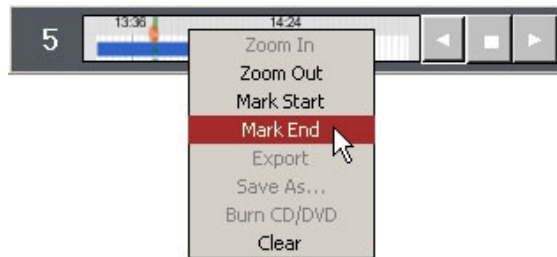 13:36 14:24
5
Zoom In
Zoom Out
Mark Start
Mark End
Export
Save As...
Burn CD/DVD
Clear